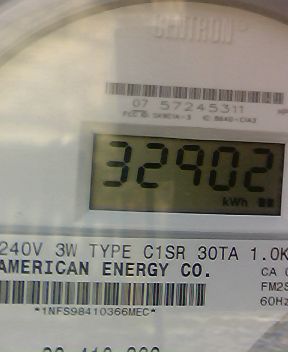 CENTRON®
07 57245311
32902
kWh
240V 3W TYPE C1SR 30TA 1.0K
AMERICAN ENERGY CO.
CA
FM2S
60Hz
*1NFS98410366MEC*